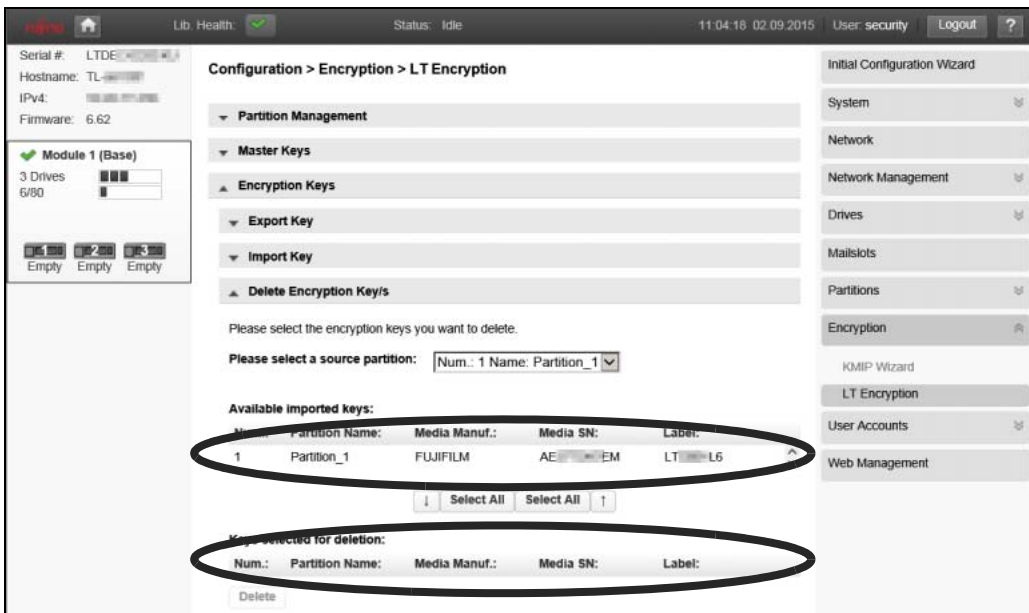 Lib. Health: Status: Idle 11:04:18 02.09.2015 User: security Logout ?
Serial #: LTDE
Hostname: TL-
IPv4:
Firmware: 6.62
Module 1 (Base)
3 Drives
6/80
1 2 3
Empty Empty Empty
Configuration > Encryption > LT Encryption
Partition Management
Master Keys
Encryption Keys
Export Key
Import Key
Delete Encryption Key/s
Please select the encryption keys you want to delete.
Please select a source partition: Num.: 1 Name: Partition_1
Available imported keys:
Num.: Partition Name: Media Manuf.: Media SN: Label:
1 Partition_1 FUJIFILM AE EM LT L6
↓ Select All Select All ↑
Keys selected for deletion:
Num.: Partition Name: Media Manuf.: Media SN: Label:
Delete
Initial Configuration Wizard
System
Network
Network Management
Drives
Mailslots
Partitions
Encryption
KMIP Wizard
LT Encryption
User Accounts
Web Management